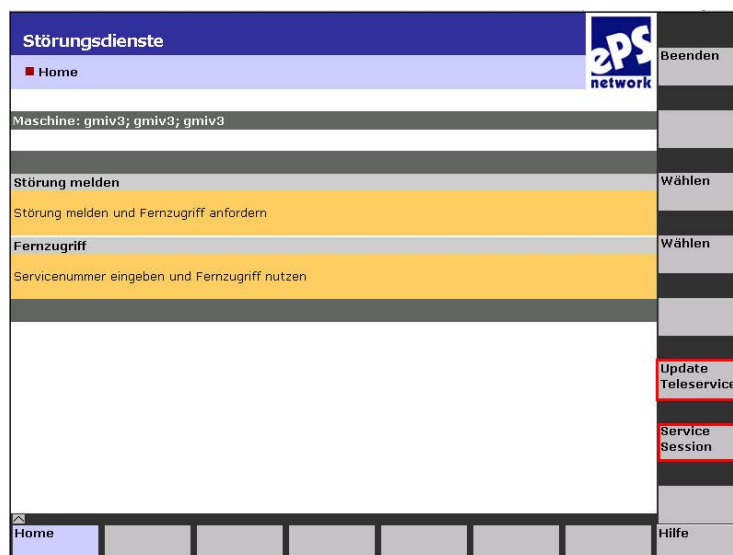 Störungsdienste
Home
ePS
network
Maschine: gmiv3; gmiv3; gmiv3
Störung melden
Störung melden und Fernzugriff anfordern
Fernzugriff
Servicenummer eingeben und Fernzugriff nutzen
Beenden
Wählen
Wählen
Update
Teleservice
Service
Session
Home
Hilfe